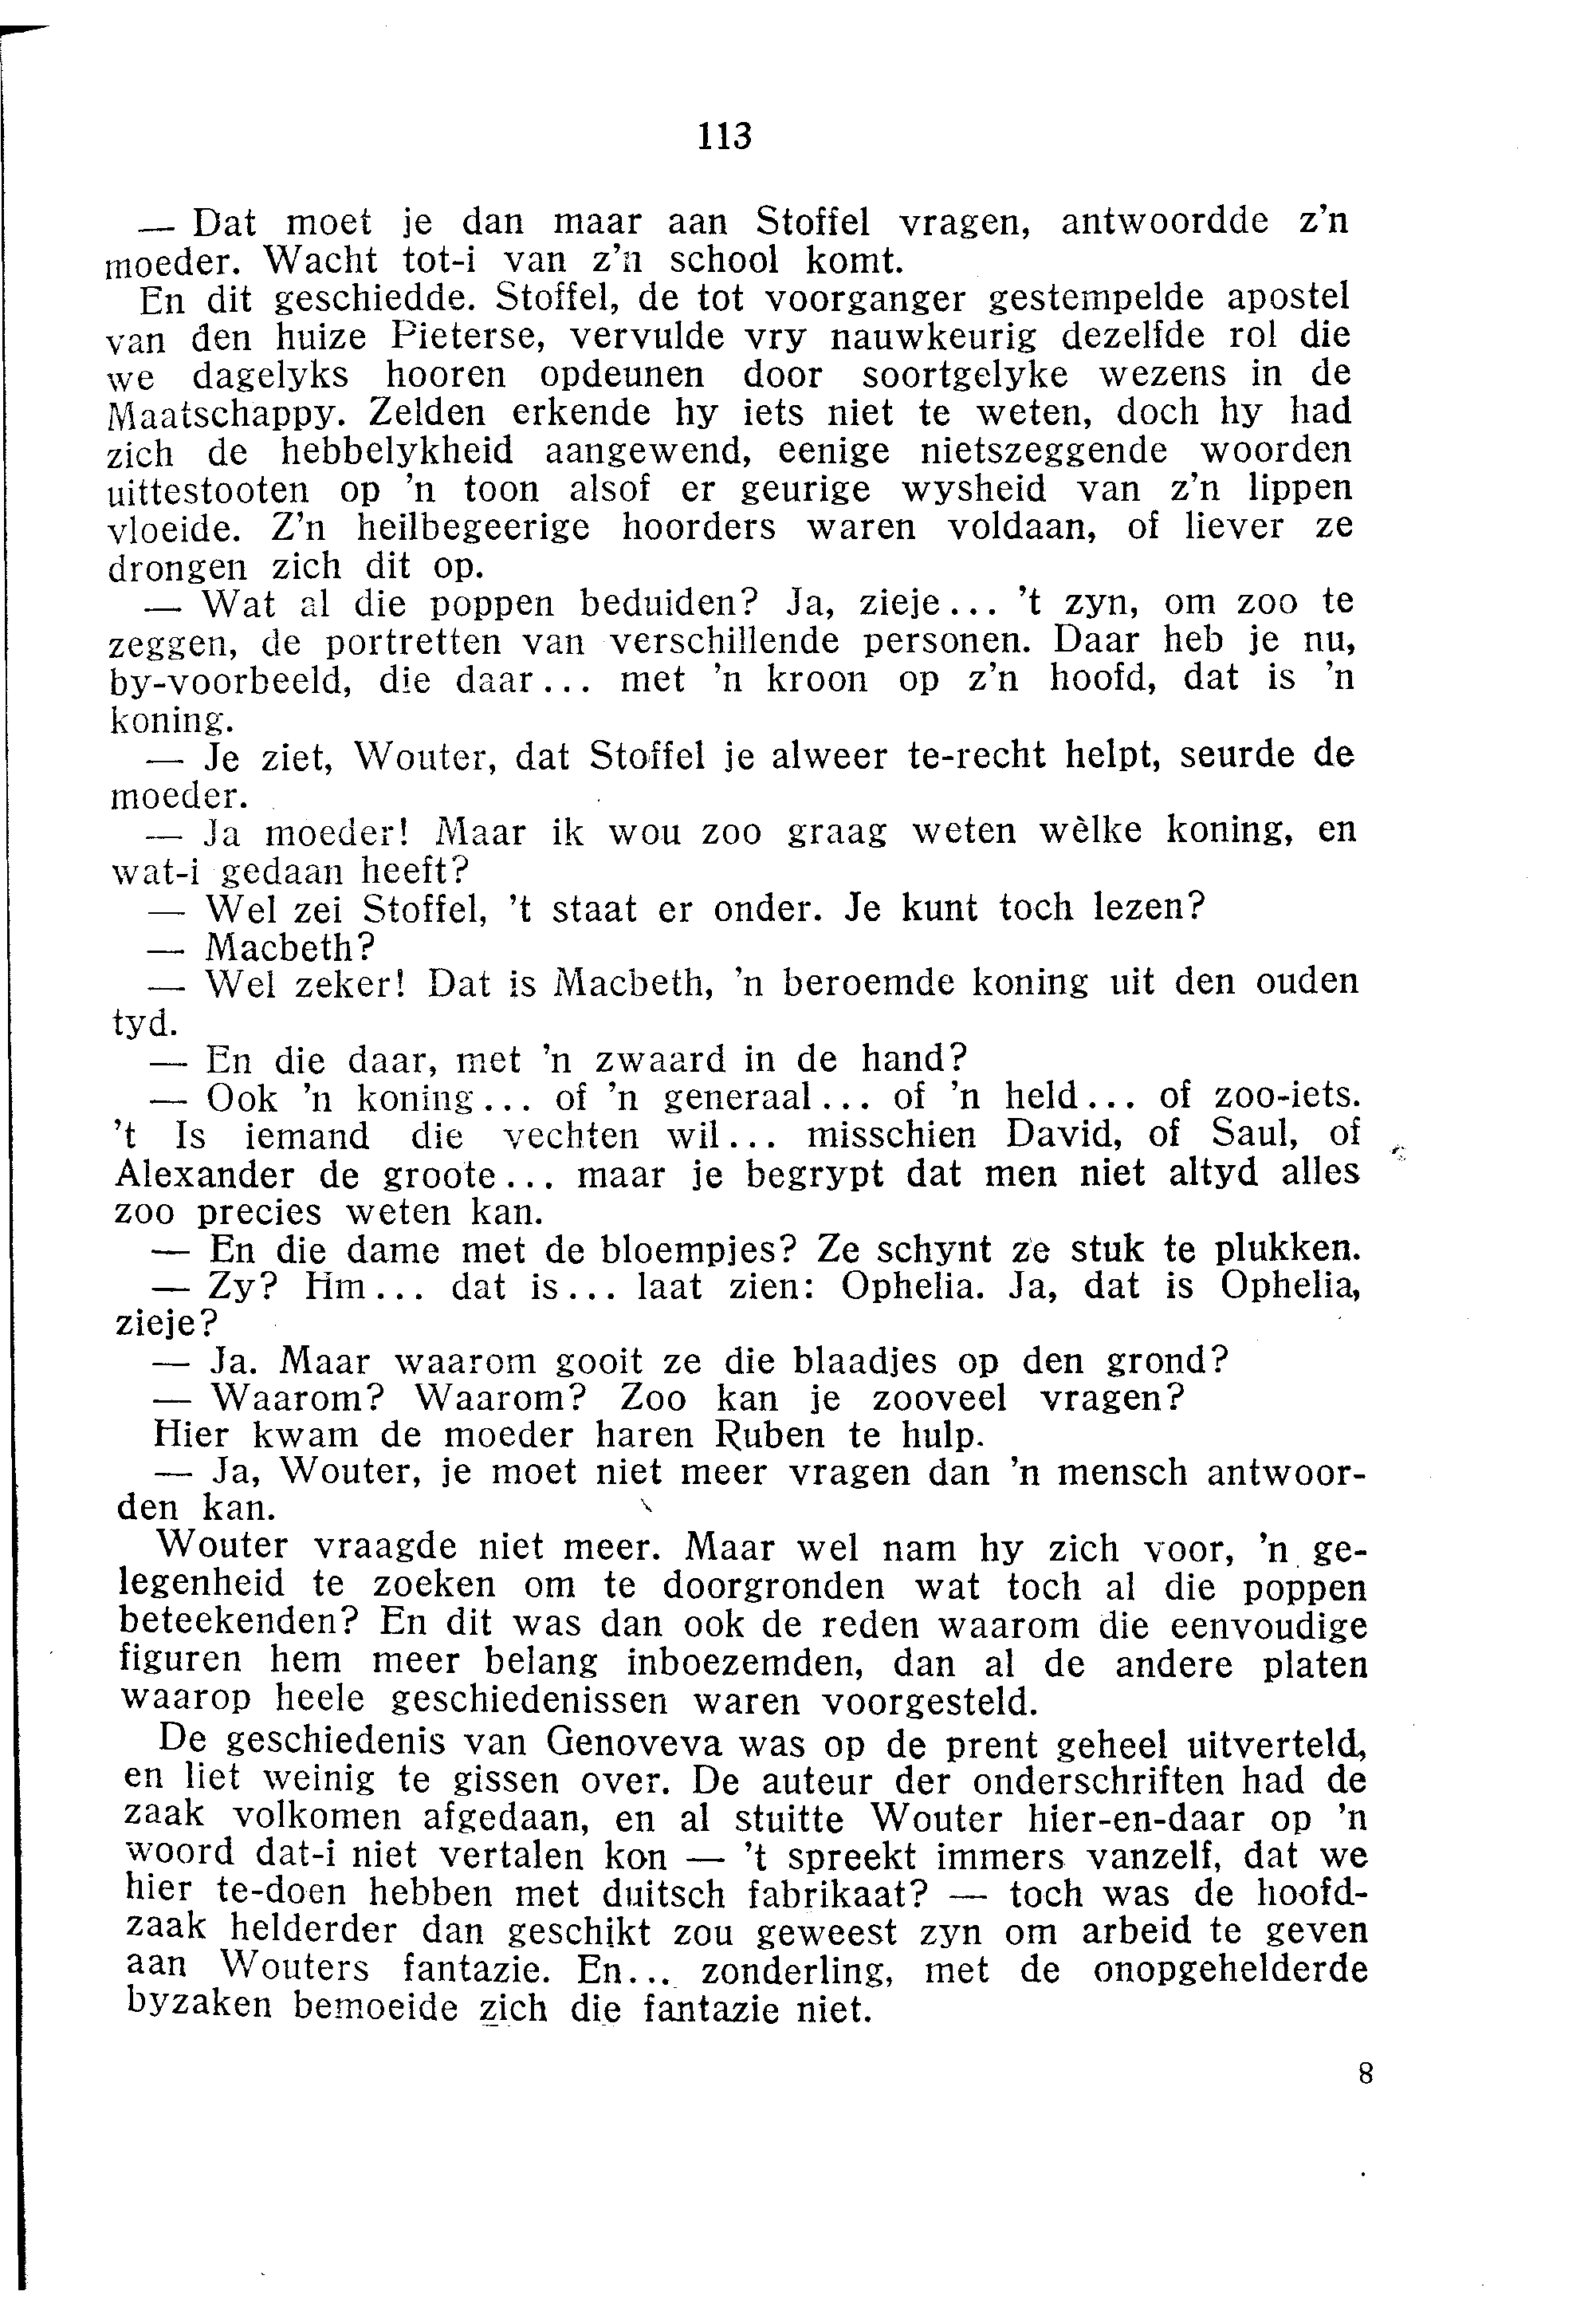 113
— Dat moet je dan maar aan Stoffel vragen, antwoordde z'n
moeder. Wacht tot-i van z'n school komt.
En dit geschiedde. Stoffel, de tot voorganger gestempelde apostel
van den huize Pieterse, vervulde vry nauwkeurig dezelfde rol die
we dagelyks hooren opdeunen door soortgelyke wezens in de
Maatschappy. Zelden erkende hy iets niet te weten, doch hy had
zich de hebbelykheid aangewend, eenige nietszeggende woorden
uittestooten op 'n toon alsof er geurige wysheid van z'n lippen
vloeide. Z'n heilbegeerige hoorders waren voldaan, of liever ze
drongen zich dit op.
— Wat al die poppen beduiden? Ja, zieje... 't zyn, om zoo te
zeggen, de portretten van verschillende personen. Daar heb je nu,
by-voorbeeld, die daar... met 'n kroon op z'n hoofd, dat is 'n
koning.
— Je ziet, Wouter, dat Stoffel je alweer te-recht helpt, seurde de
moeder.
— Ja moeder! Maar ik wou zoo graag weten wèlke koning, en
wat-i gedaan heeft?
— Wel zei Stoffel, 't staat er onder. Je kunt toch lezen?
— Macbeth?
— Wel zeker! Dat is Macbeth, 'n beroemde koning uit den ouden
tyd.
— En die daar, met 'n zwaard in de hand?
— Ook 'n koning... of 'n generaal... of 'n held... of zoo-iets.
't Is iemand die vechten wil... misschien David, of Saul, of
Alexander de groote... maar je begrypt dat men niet altyd alles
zoo precies weten kan.
— En die dame met de bloempjes? Ze schynt ze stuk te plukken.
— Zy? Hm... dat is... laat zien: Ophelia. Ja, dat is Ophelia,
zieje?
— Ja. Maar waarom gooit ze die blaadjes op den grond?
— Waarom? Waarom? Zoo kan je zooveel vragen?
Hier kwam de moeder haren Ruben te hulp.
— Ja, Wouter, je moet niet meer vragen dan 'n mensch antwoor-
den kan.
Wouter vraagde niet meer. Maar wel nam hy zich voor, 'n ge-
legenheid te zoeken om te doorgronden wat toch al die poppen
beteekenden? En dit was dan ook de reden waarom die eenvoudige
figuren hem meer belang inboezemden, dan al de andere platen
waarop heele geschiedenissen waren voorgesteld.
De geschiedenis van Genoveva was op de prent geheel uitverteld,
en liet weinig te gissen over. De auteur der onderschriften had de
zaak volkomen afgedaan, en al stuitte Wouter hier-en-daar op 'n
woord dat-i niet vertalen kon — 't spreekt immers vanzelf, dat we
hier te-doen hebben met duitsch fabrikaat? — toch was de hoofd-
zaak helderder dan geschikt zou geweest zyn om arbeid te geven
aan Wouters fantazie. En... zonderling, met de onopgehelderde
byzaken bemoeide zich die fantazie niet.
8